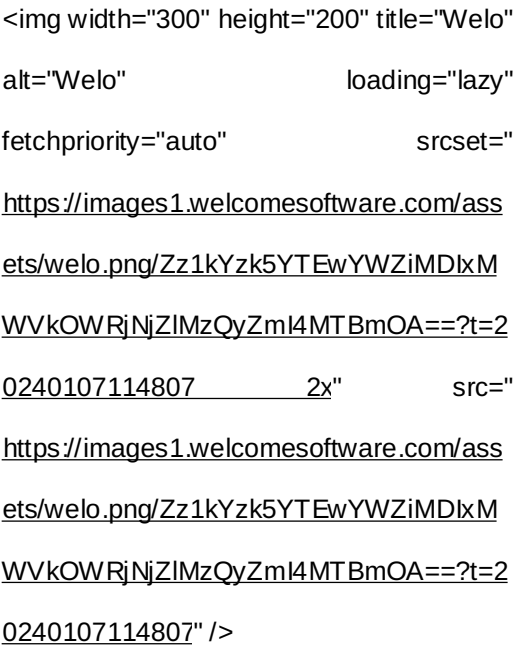 <img width="300" height="200" title="Welo"
alt="Welo" loading="lazy"
fetchpriority="auto" srcset="
https://images1.welcomesoftware.com/ass
ets/welo.png/Zz1kYzk5YTEwYWZiMDIxM
WVkOWRjNjZlMzQyZmI4MTBmOA==?t=2
0240107114807 2x" src="
https://images1.welcomesoftware.com/ass
ets/welo.png/Zz1kYzk5YTEwYWZiMDIxM
WVkOWRjNjZlMzQyZmI4MTBmOA==?t=2
0240107114807" />